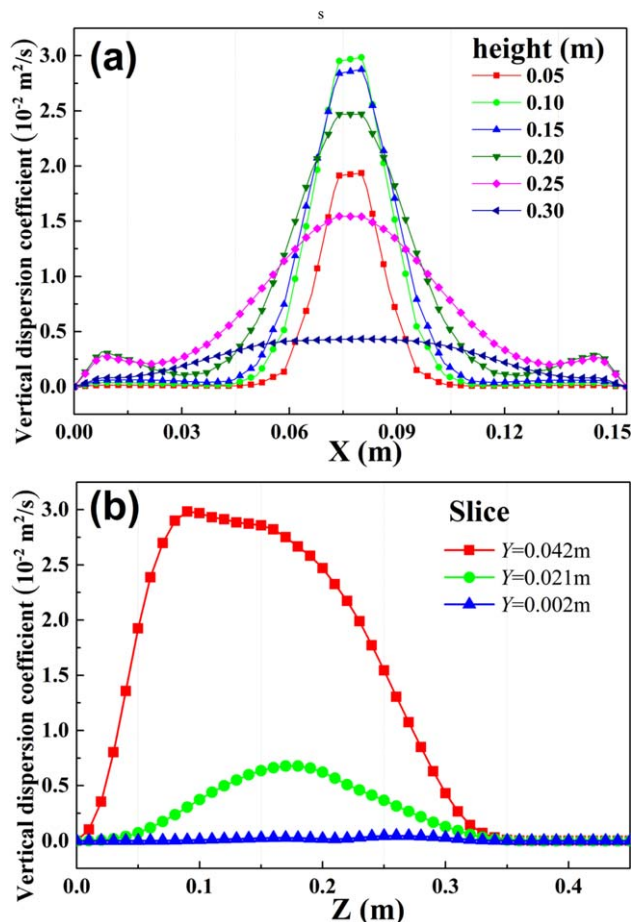 s
(a)
height (m)
0.05
0.10
0.15
0.20
0.25
0.30
Vertical dispersion coefficient (10⁻² m²/s)
3.0
2.5
2.0
1.5
1.0
0.5
0.0
0.00 0.03 0.06 0.09 0.12 0.15
X (m)
(b)
Slice
Y=0.042m
Y=0.021m
Y=0.002m
Vertical dispersion coefficient (10⁻² m²/s)
3.0
2.5
2.0
1.5
1.0
0.5
0.0
0.0 0.1 0.2 0.3 0.4
Z (m)